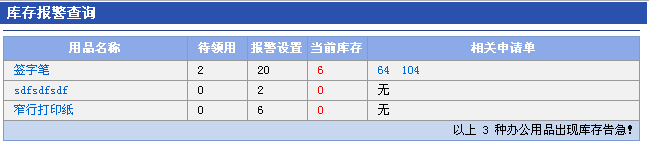 库存报警查询
用品名称 待领用 报警设置 当前库存 相关申请单
签字笔 2 20 6 64 104
sdfsdfsdf 0 2 0 无
窄行打印纸 0 6 0 无
以上 3 种办公用品出现库存告急!